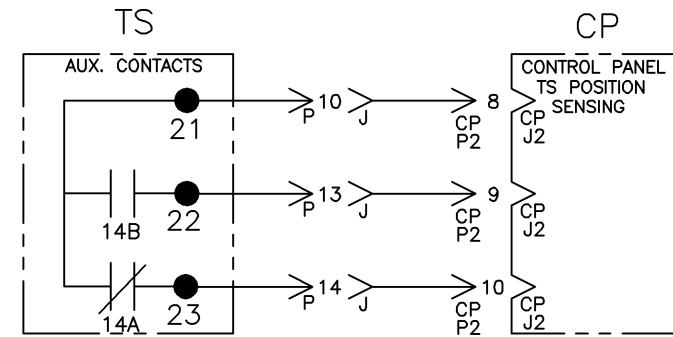 TS
CP
AUX. CONTACTS
CONTROL PANEL
TS POSITION
SENSING
21
P
10
J
8
CP
P2
CP
J2
14B
22
P
13
J
9
CP
P2
CP
J2
14A
23
P
14
J
10
CP
P2
CP
J2